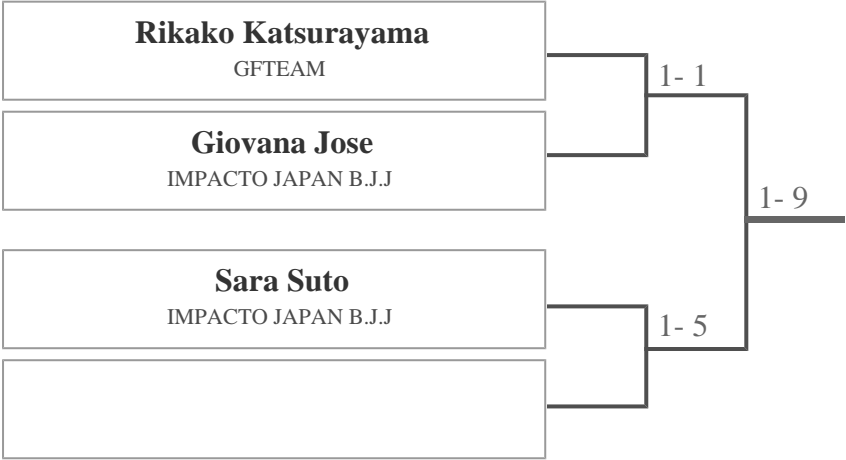 Rikako Katsurayama
GFTEAM
1- 1
Giovana Jose
IMPACTO JAPAN B.J.J
1- 9
Sara Suto
IMPACTO JAPAN B.J.J
1- 5